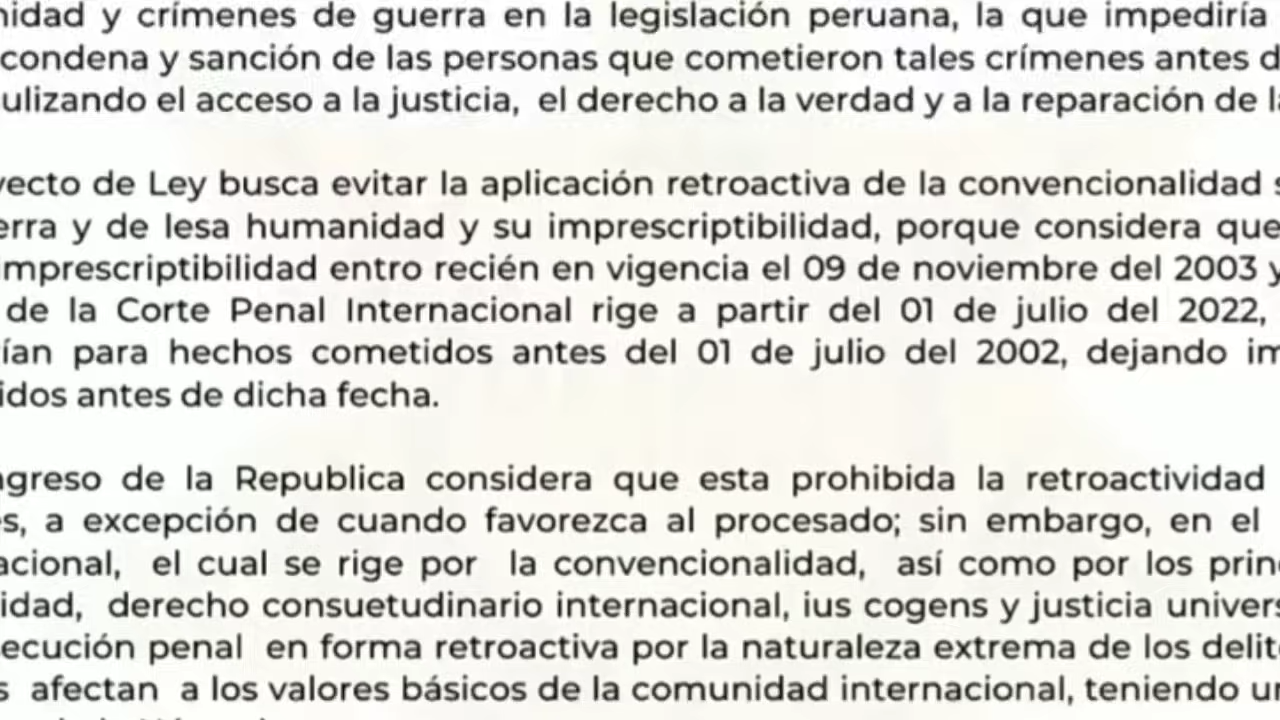 nidad y crímenes de guerra en la legislación peruana, la que impediría
condena y sanción de las personas que cometieron tales crímenes antes d
ulizando el acceso a la justicia, el derecho a la verdad y a la reparación de la
yecto de Ley busca evitar la aplicación retroactiva de la convencionalidad s
erra y de lesa humanidad y su imprescriptibilidad, porque considera que
imprescriptibilidad entro recién en vigencia el 09 de noviembre del 2003 y
de la Corte Penal Internacional rige a partir del 01 de julio del 2022,
ían para hechos cometidos antes del 01 de julio del 2002, dejando im
idos antes de dicha fecha.
ngreso de la Republica considera que esta prohibida la retroactividad
es, a excepción de cuando favorezca al procesado; sin embargo, en el
acional, el cual se rige por la convencionalidad, así como por los prin
idad, derecho consuetudinario internacional, ius cogens y justicia univers
ecución penal en forma retroactiva por la naturaleza extrema de los delit
s afectan a los valores básicos de la comunidad internacional, teniendo u